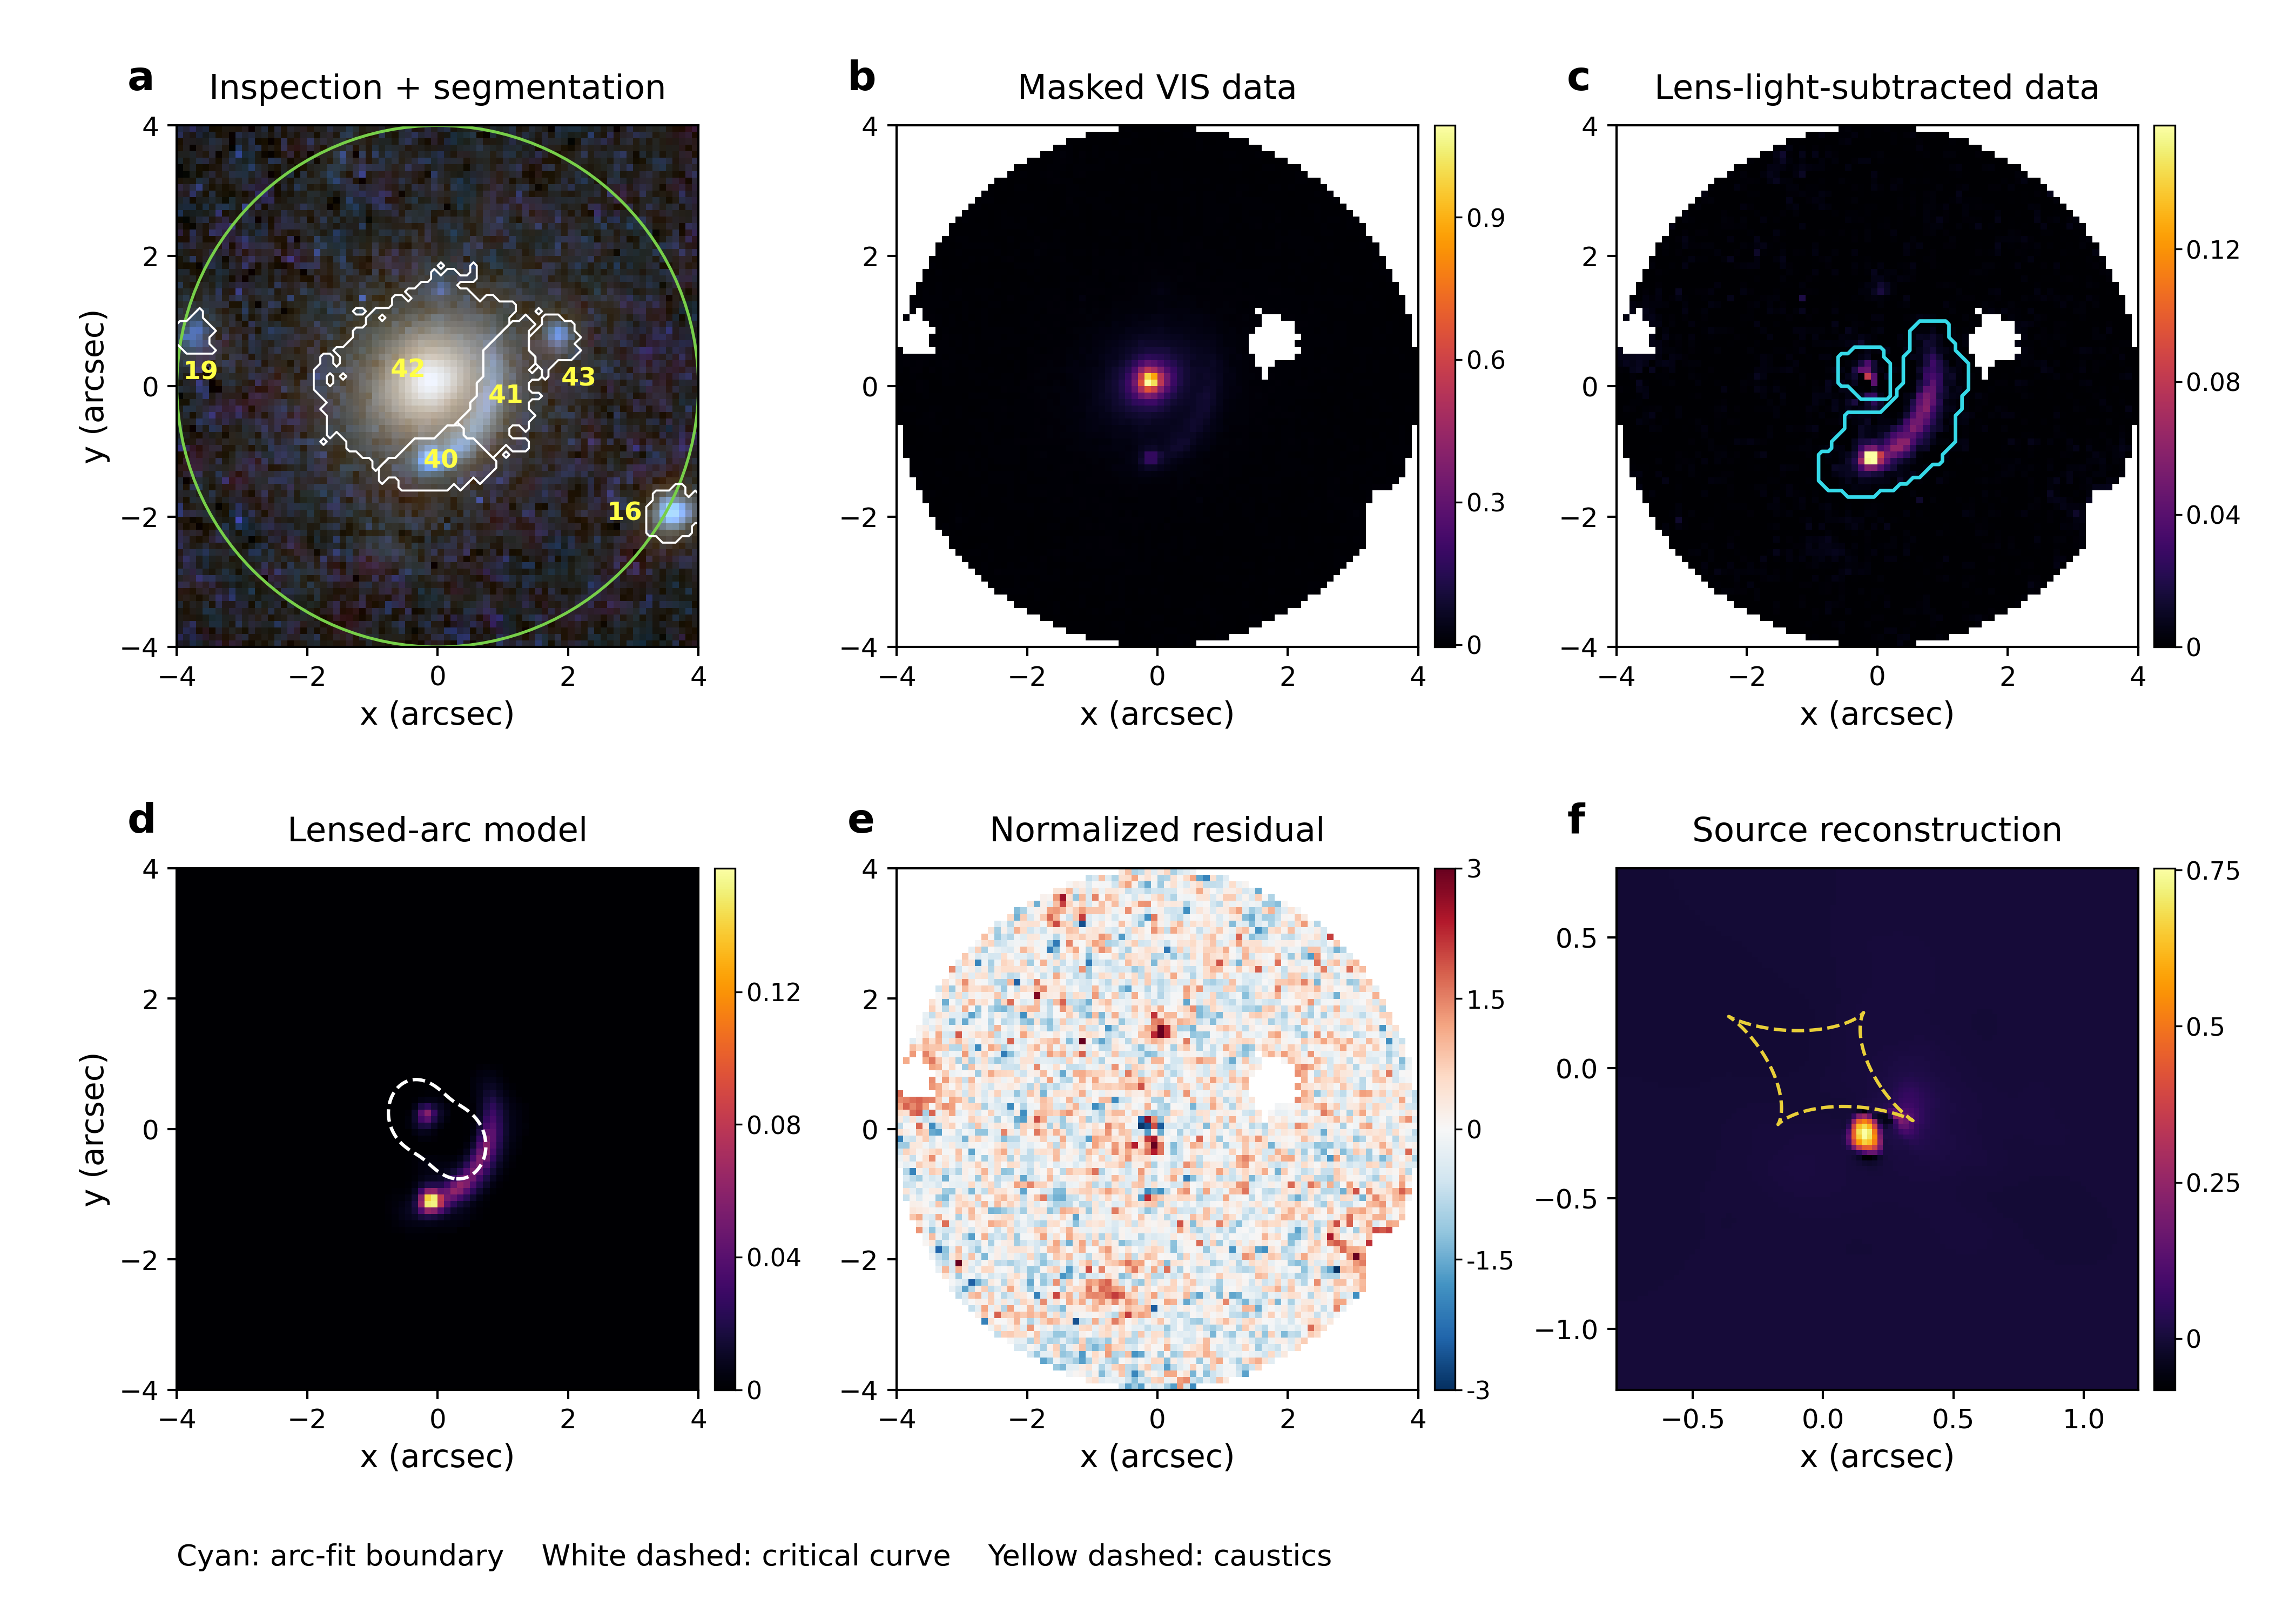 a Inspection + segmentation
4
2
0
−2
−4
−4 −2 0 2 4
y (arcsec)
x (arcsec)
19
42
41
43
40
16
b Masked VIS data
4
2
0
−2
−4
−4 −2 0 2 4
x (arcsec)
0.9
0.6
0.3
0
c Lens-light-subtracted data
4
2
0
−2
−4
−4 −2 0 2 4
x (arcsec)
0.12
0.08
0.04
0
d Lensed-arc model
4
2
0
−2
−4
−4 −2 0 2 4
y (arcsec)
x (arcsec)
0.12
0.08
0.04
0
e Normalized residual
4
2
0
−2
−4
−4 −2 0 2 4
x (arcsec)
3
1.5
0
-1.5
-3
f Source reconstruction
0.5
0.0
−0.5
−1.0
−0.5 0.0 0.5 1.0
x (arcsec)
0.75
0.5
0.25
0
Cyan: arc-fit boundary White dashed: critical curve Yellow dashed: caustics